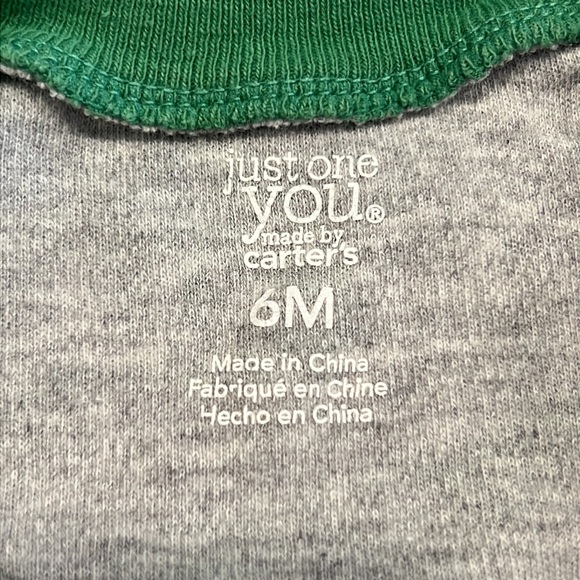 just one
you®
made by
carter's
6M
Made in China
Fabriqué en Chine
Hecho en China